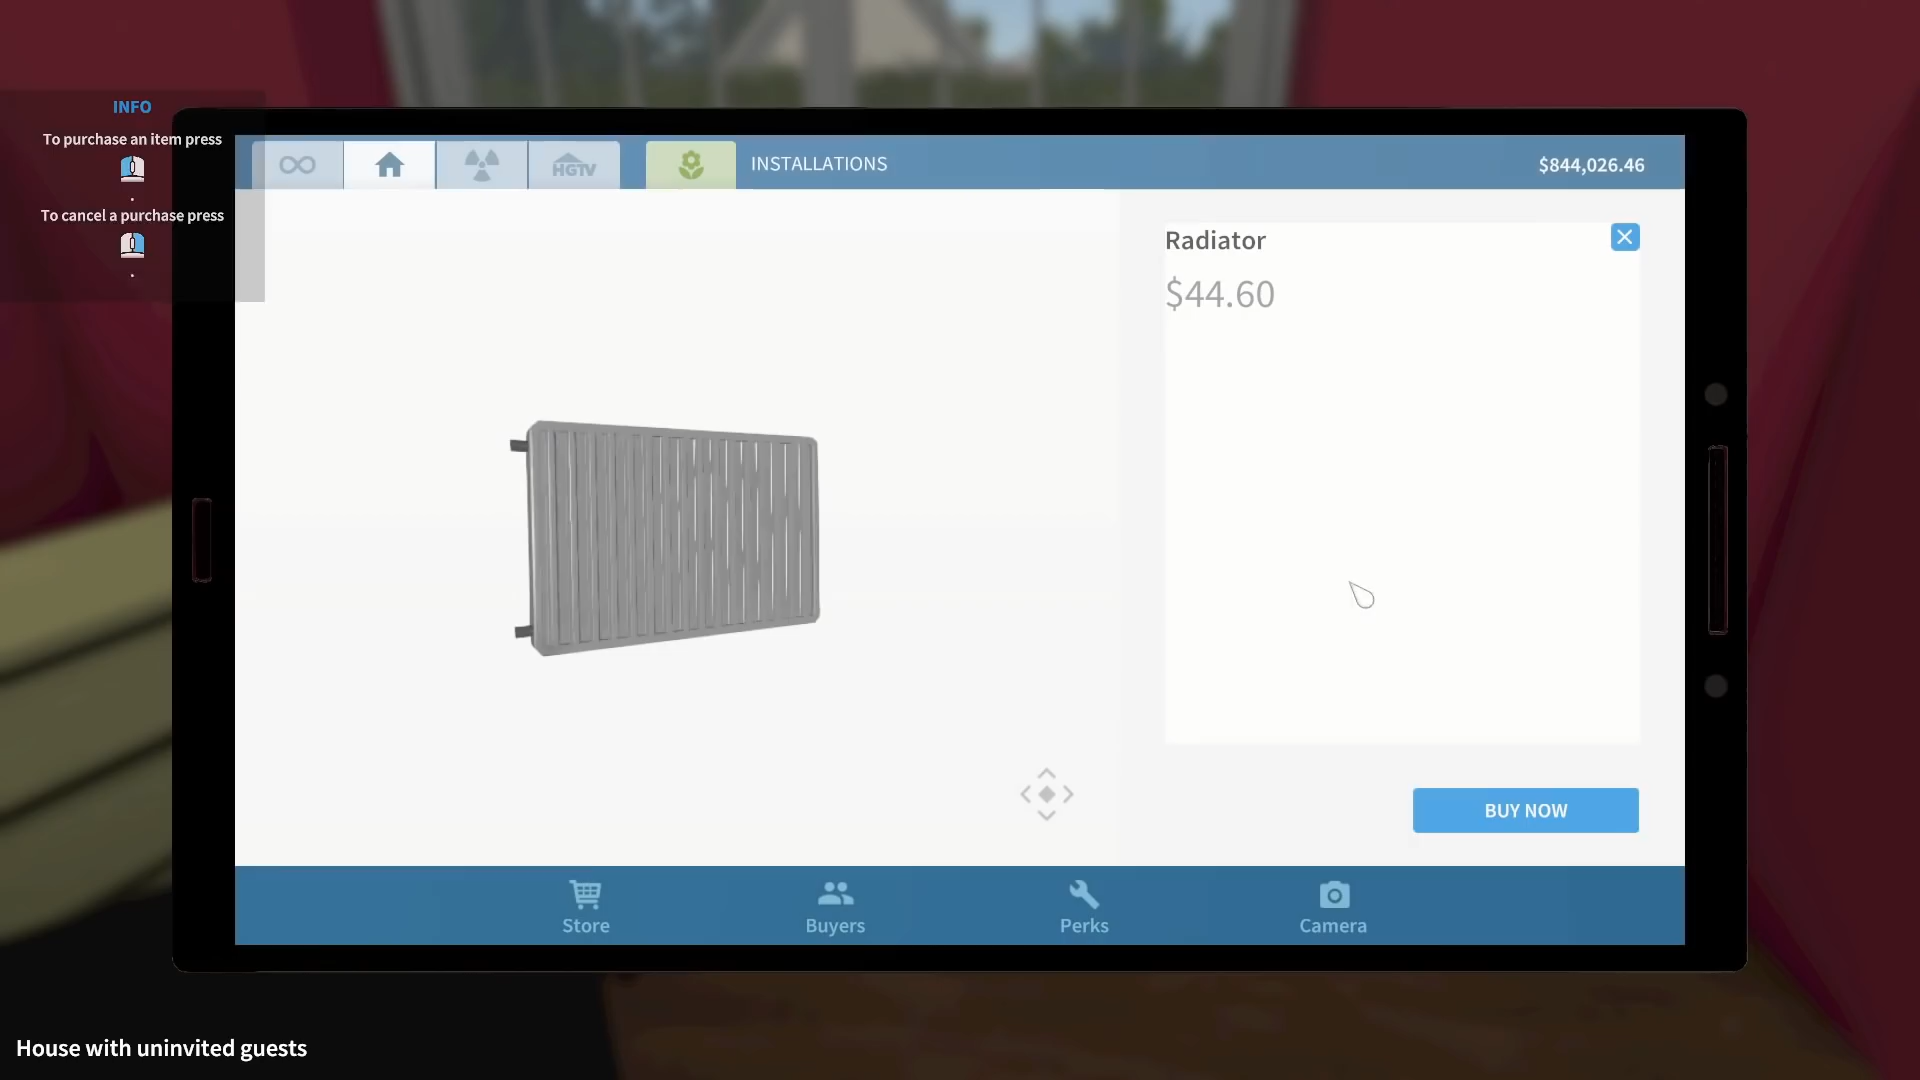 INFO
To purchase an item press
.
To cancel a purchase press
.
HGTV
INSTALLATIONS
$844,026.46
Radiator
$44.60
BUY NOW
Store
Buyers
Perks
Camera
House with uninvited guests